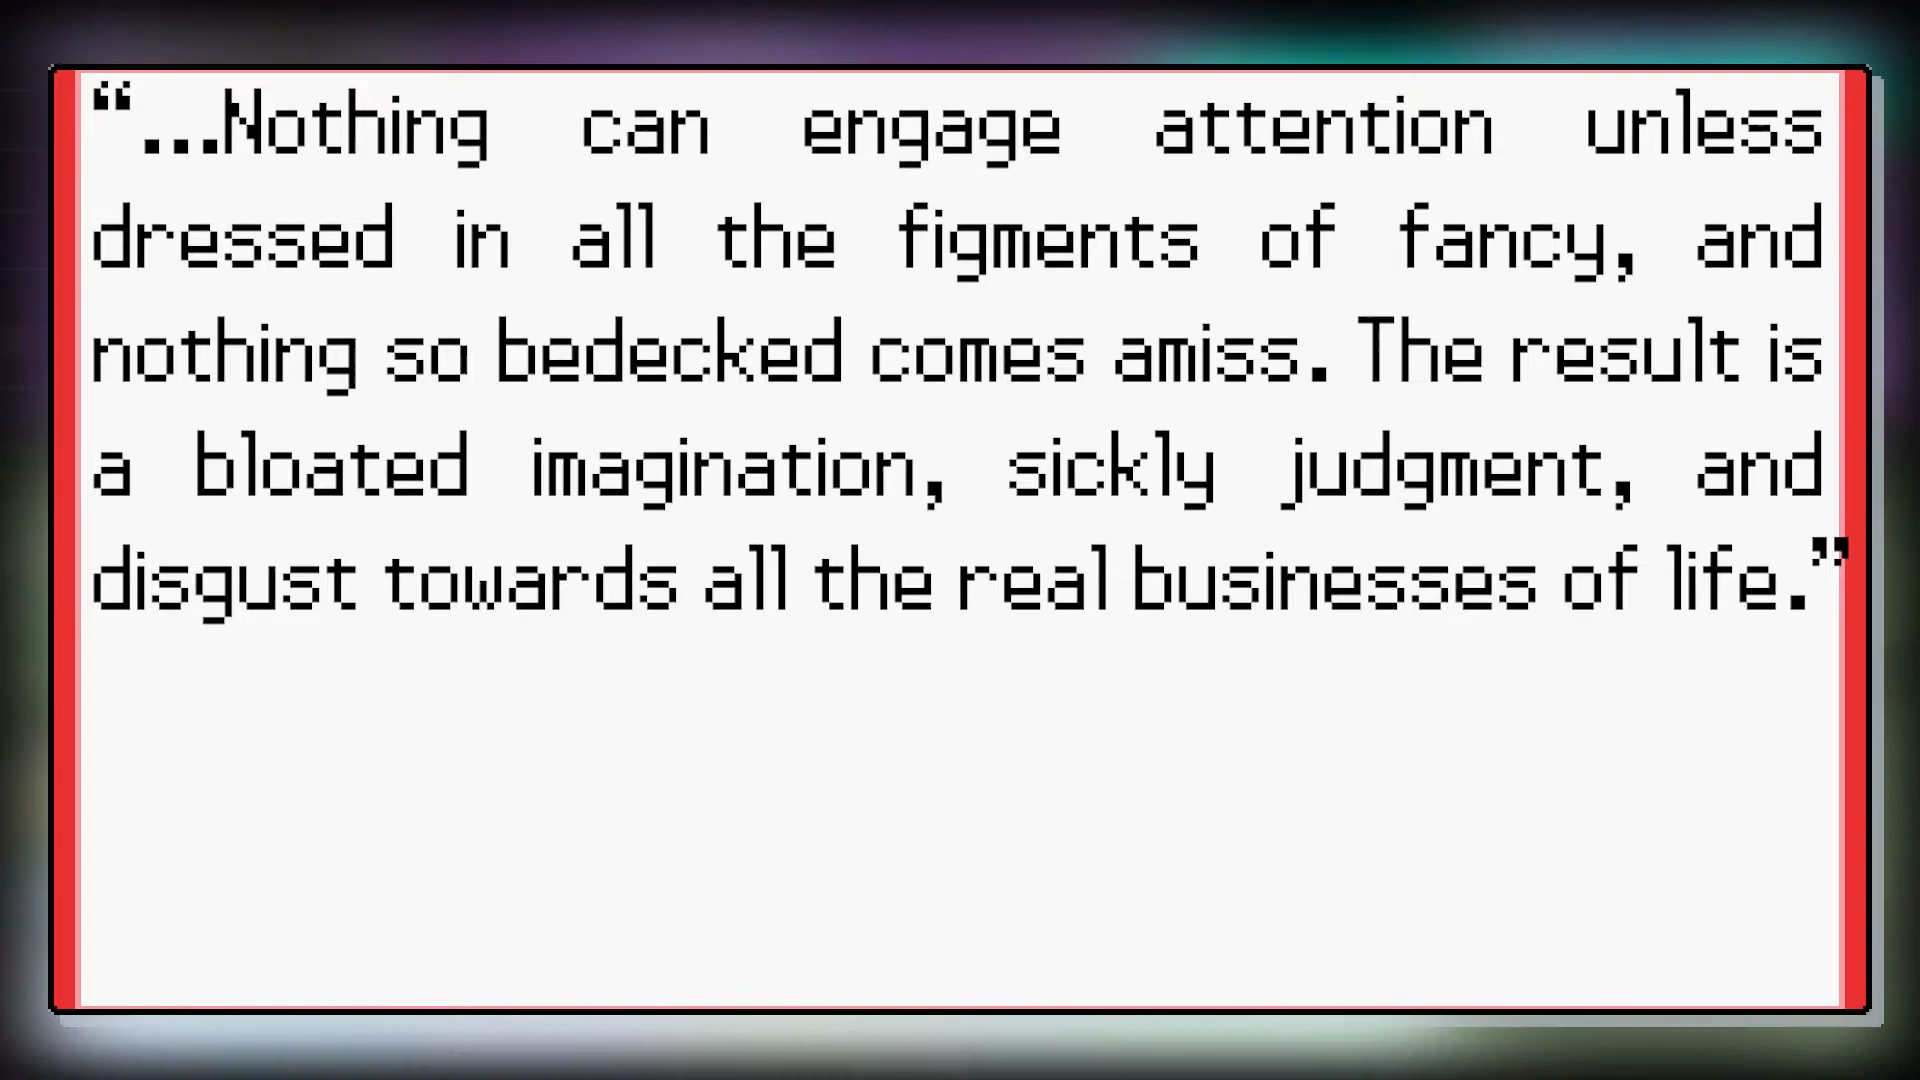 “...Nothing can engage attention unless
dressed in all the figments of fancy, and
nothing so bedecked comes amiss. The result is
a bloated imagination, sickly judgment, and
disgust towards all the real businesses of life.”